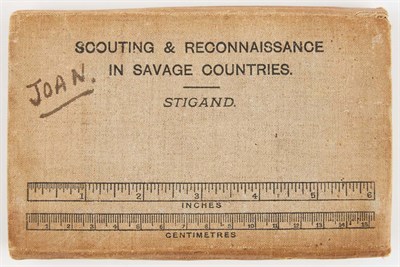 SCOUTING & RECONNAISSANCE
IN SAVAGE COUNTRIES.
JOAN.
STIGAND.
1 2 3 4 5 6
INCHES
1 2 3 4 5 6 7 8 9 10 11 12 13 14 15
CENTIMETRES